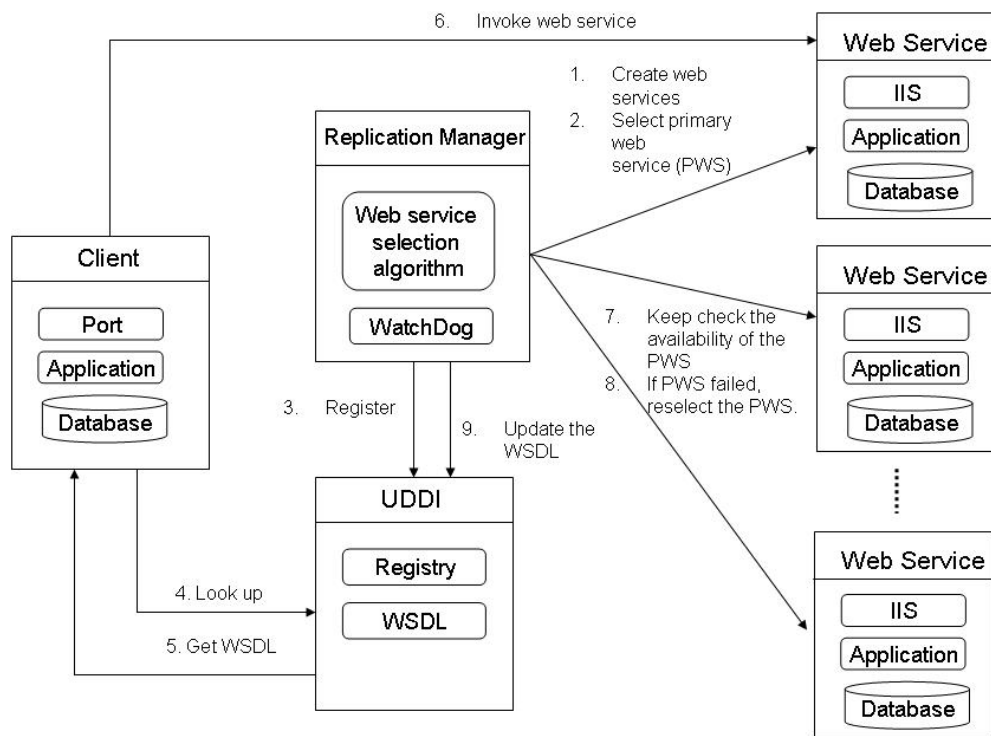 6. Invoke web service
Web Service
IIS
Application
Database
1. Create web
services
2. Select primary
web
service (PWS)
Replication Manager
Web service
selection
algorithm
WatchDog
Client
Port
Application
Database
Web Service
IIS
Application
Database
7. Keep check the
availability of the
PWS
8. If PWS failed,
reselect the PWS.
3. Register
9. Update the
WSDL
UDDI
Registry
WSDL
4. Look up
5. Get WSDL
Web Service
IIS
Application
Database